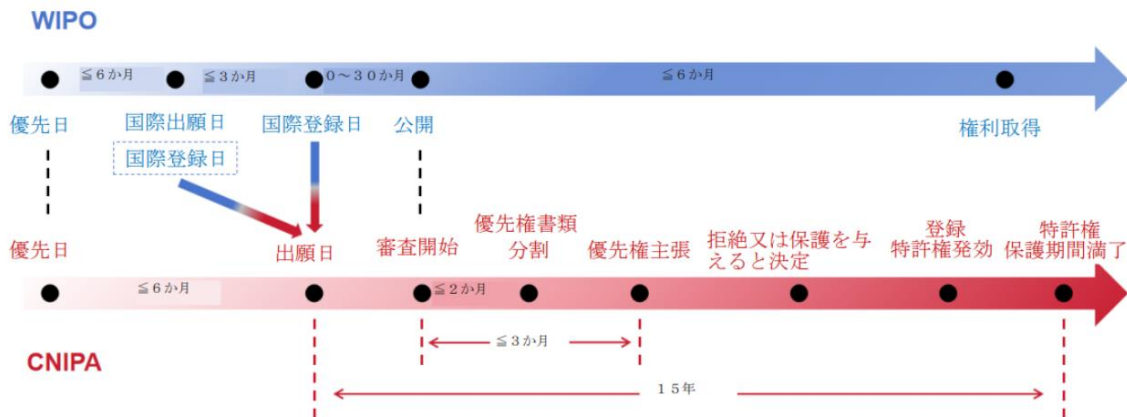 WIPO
≦6か月
≦3か月
0～30か月
≦6か月
優先日
国際出願日
国際登録日
公開
権利取得
国際登録日
優先日
出願日
審査開始
優先権書類
分割
優先権主張
拒絶又は保護を与
えると決定
登録
特許権発効
特許権
保護期間満了
≦6か月
≦2か月
≦3か月
CNIPA
15年